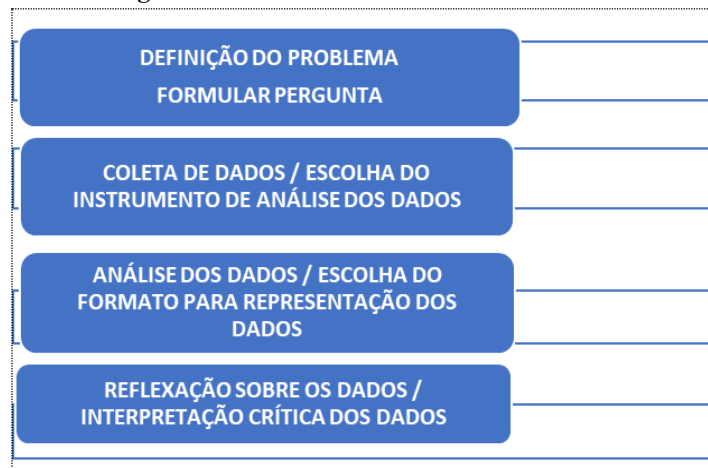 DEFINIÇÃO DO PROBLEMA
FORMULAR PERGUNTA
COLETA DE DADOS / ESCOLHA DO
INSTRUMENTO DE ANÁLISE DOS DADOS
ANÁLISE DOS DADOS / ESCOLHA DO
FORMATO PARA REPRESENTAÇÃO DOS
DADOS
REFLEXAÇÃO SOBRE OS DADOS /
INTERPRETAÇÃO CRÍTICA DOS DADOS